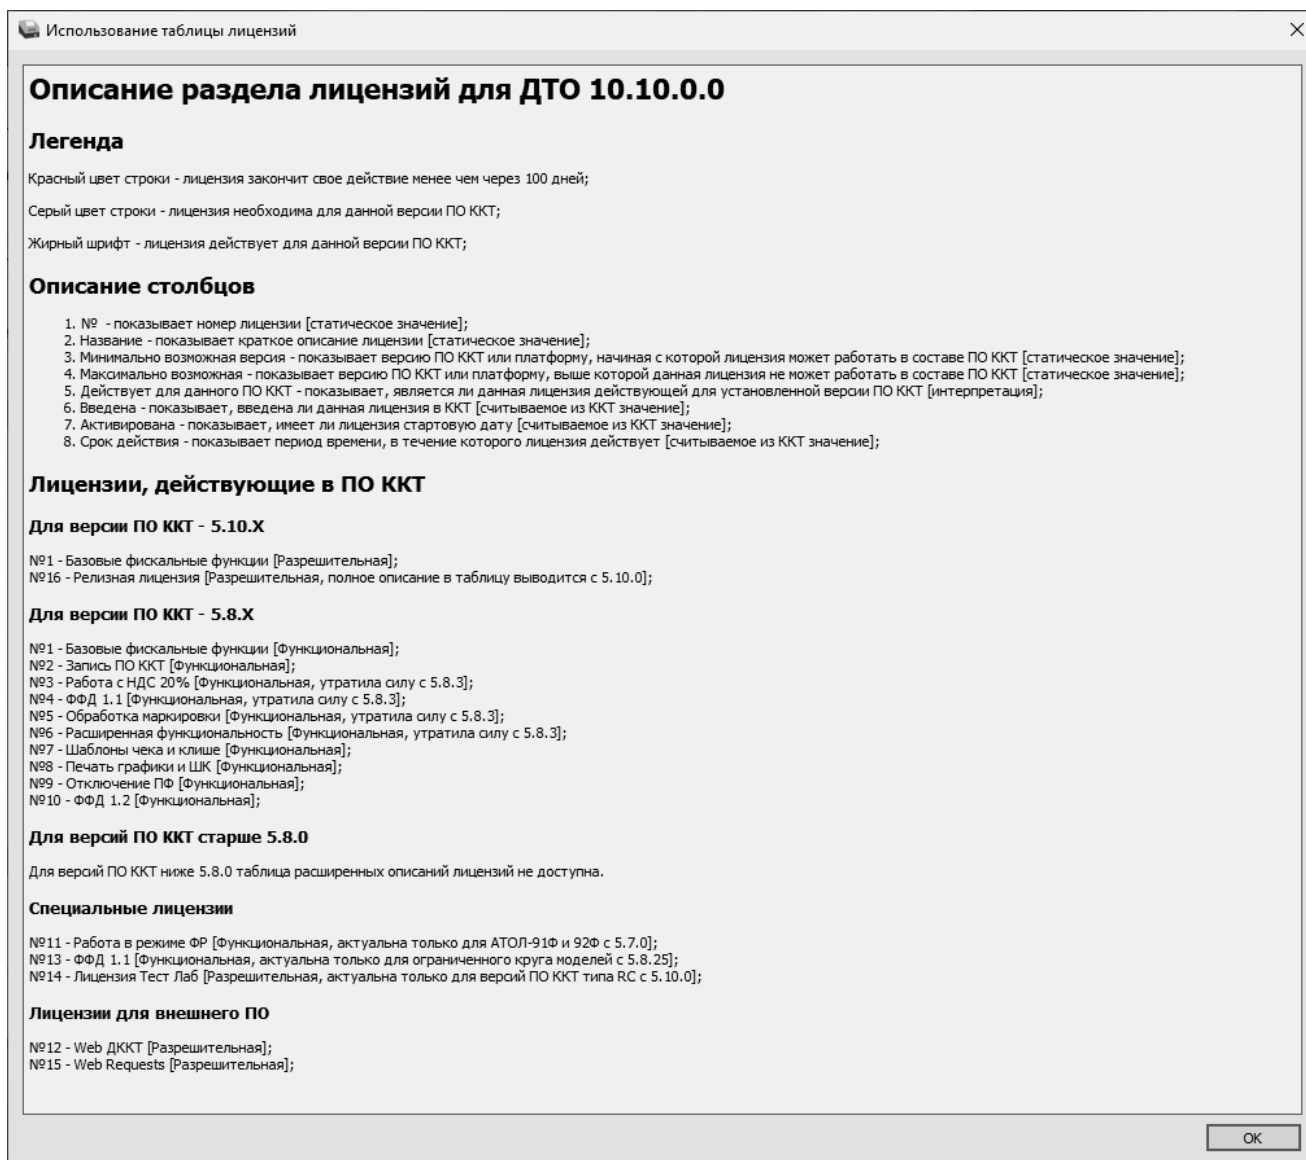 Использование таблицы лицензий
Описание раздела лицензий для ДТО 10.10.0.0
Легенда
Красный цвет строки - лицензия закончит свое действие менее чем через 100 дней;
Серый цвет строки - лицензия необходима для данной версии ПО ККТ;
Жирный шрифт - лицензия действует для данной версии ПО ККТ;
Описание столбцов
1. № - показывает номер лицензии [статическое значение];
2. Название - показывает краткое описание лицензии [статическое значение];
3. Минимально возможная версия - показывает версию ПО ККТ или платформу, начиная с которой лицензия может работать в составе ПО ККТ [статическое значение];
4. Максимально возможная - показывает версию ПО ККТ или платформу, выше которой данная лицензия не может работать в составе ПО ККТ [статическое значение];
5. Действует для данного ПО ККТ - показывает, является ли данная лицензия действующей для установленной версии ПО ККТ [интерпретация];
6. Введена - показывает, введена ли данная лицензия в ККТ [считываемое из ККТ значение];
7. Активирована - показывает, имеет ли лицензия стартовую дату [считываемое из ККТ значение];
8. Срок действия - показывает период времени, в течение которого лицензия действует [считываемое из ККТ значение];
Лицензии, действующие в ПО ККТ
Для версии ПО ККТ - 5.10.X
№1 - Базовые фискальные функции [Разрешительная];
№16 - Релизная лицензия [Разрешительная, полное описание в таблицу выводится с 5.10.0];
Для версии ПО ККТ - 5.8.X
№1 - Базовые фискальные функции [Функциональная];
№2 - Запись ПО ККТ [Функциональная];
№3 - Работа с НДС 20% [Функциональная, утратила силу с 5.8.3];
№4 - ФФД 1.1 [Функциональная, утратила силу с 5.8.3];
№5 - Обработка маркировки [Функциональная, утратила силу с 5.8.3];
№6 - Расширенная функциональность [Функциональная, утратила силу с 5.8.3];
№7 - Шаблоны чека и клише [Функциональная];
№8 - Печать графики и ШК [Функциональная];
№9 - Отключение ПФ [Функциональная];
№10 - ФФД 1.2 [Функциональная];
Для версий ПО ККТ старше 5.8.0
Для версий ПО ККТ ниже 5.8.0 таблица расширенных описаний лицензий не доступна.
Специальные лицензии
№11 - Работа в режиме ФР [Функциональная, актуальна только для АТОЛ-91Ф и 92Ф с 5.7.0];
№13 - ФФД 1.1 [Функциональная, актуальна только для ограниченного круга моделей с 5.8.25];
№14 - Лицензия Тест Лаб [Разрешительная, актуальна только для версий ПО ККТ типа RC с 5.10.0];
Лицензии для внешнего ПО
№12 - Web ДККТ [Разрешительная];
№15 - Web Requests [Разрешительная];
OK